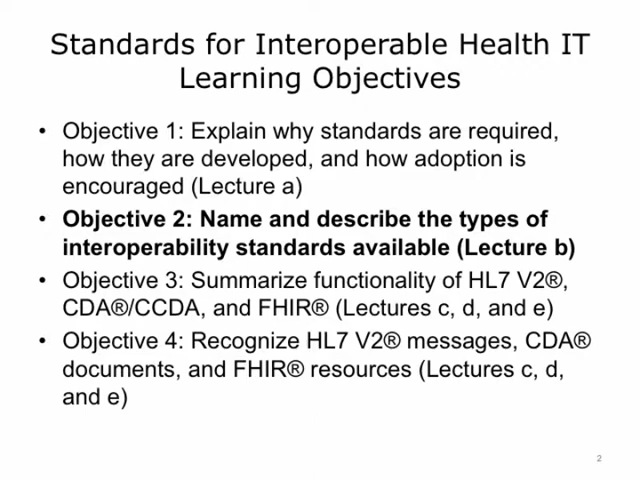 Standards for Interoperable Health IT
Learning Objectives
• Objective 1: Explain why standards are required,
how they are developed, and how adoption is
encouraged (Lecture a)
• Objective 2: Name and describe the types of
interoperability standards available (Lecture b)
• Objective 3: Summarize functionality of HL7 V2®,
CDA®/CCDA, and FHIR® (Lectures c, d, and e)
• Objective 4: Recognize HL7 V2® messages, CDA®
documents, and FHIR® resources (Lectures c, d,
and e)
2